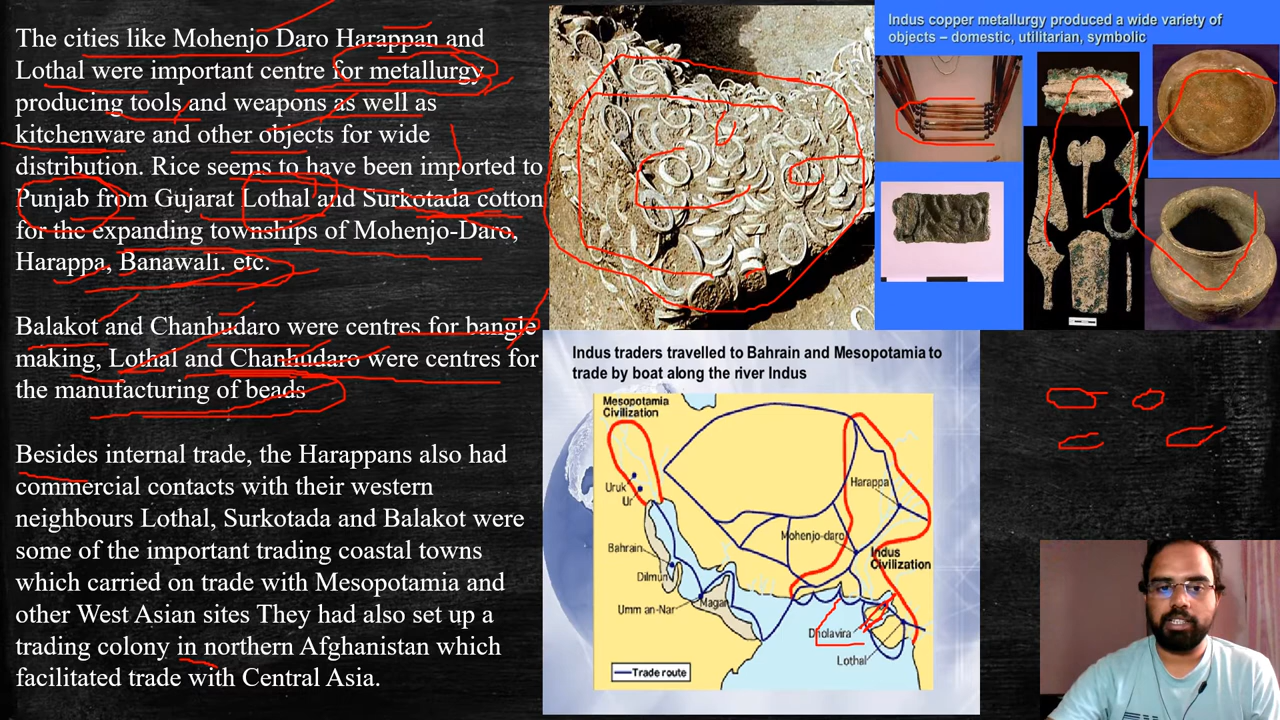 The cities like Mohenjo Daro Harappan and
Lothal were important centre for metallurgy
producing tools and weapons as well as
kitchenware and other objects for wide
distribution. Rice seems to have been imported to
Punjab from Gujarat Lothal and Surkotada cotton
for the expanding townships of Mohenjo-Daro,
Harappa, Banawali. etc.
Balakot and Chanhudaro were centres for bangle
making, Lothal and Chanhudaro were centres for
the manufacturing of beads
Besides internal trade, the Harappans also had
commercial contacts with their western
neighbours Lothal, Surkotada and Balakot were
some of the important trading coastal towns
which carried on trade with Mesopotamia and
other West Asian sites They had also set up a
trading colony in northern Afghanistan which
facilitated trade with Central Asia.
Indus copper metallurgy produced a wide variety of
objects – domestic, utilitarian, symbolic
Indus traders travelled to Bahrain and Mesopotamia to
trade by boat along the river Indus
Mesopotamia
Civilization
Uruk
Ur
Harappa
Mohenjo-daro
Indus
Civilization
Bahrain
Dilmun
Magan
Umm an-Nar
Dholavira
Lothal
Trade route